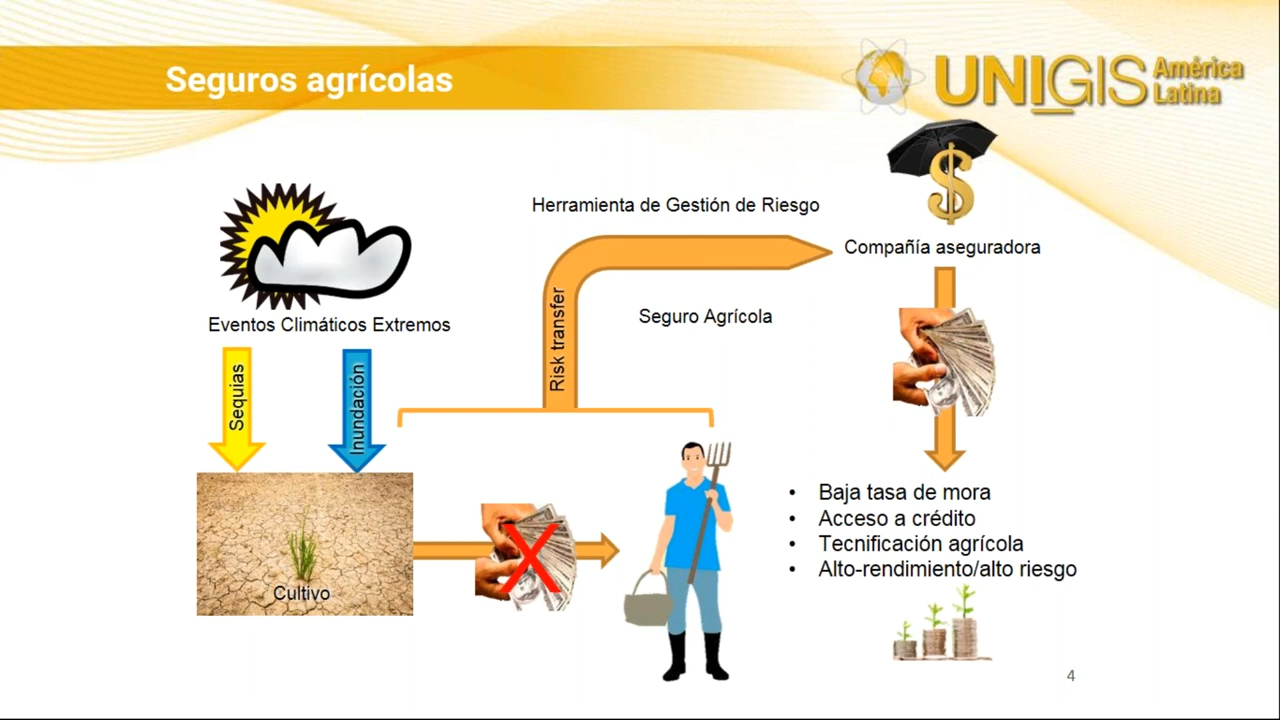 Seguros agrícolas
UNIGIS América Latina
Herramienta de Gestión de Riesgo
Compañía aseguradora
Eventos Climáticos Extremos
Risk transfer
Seguro Agrícola
Sequias
Inundación
Cultivo
X
• Baja tasa de mora
• Acceso a crédito
• Tecnificación agrícola
• Alto-rendimiento/alto riesgo
4